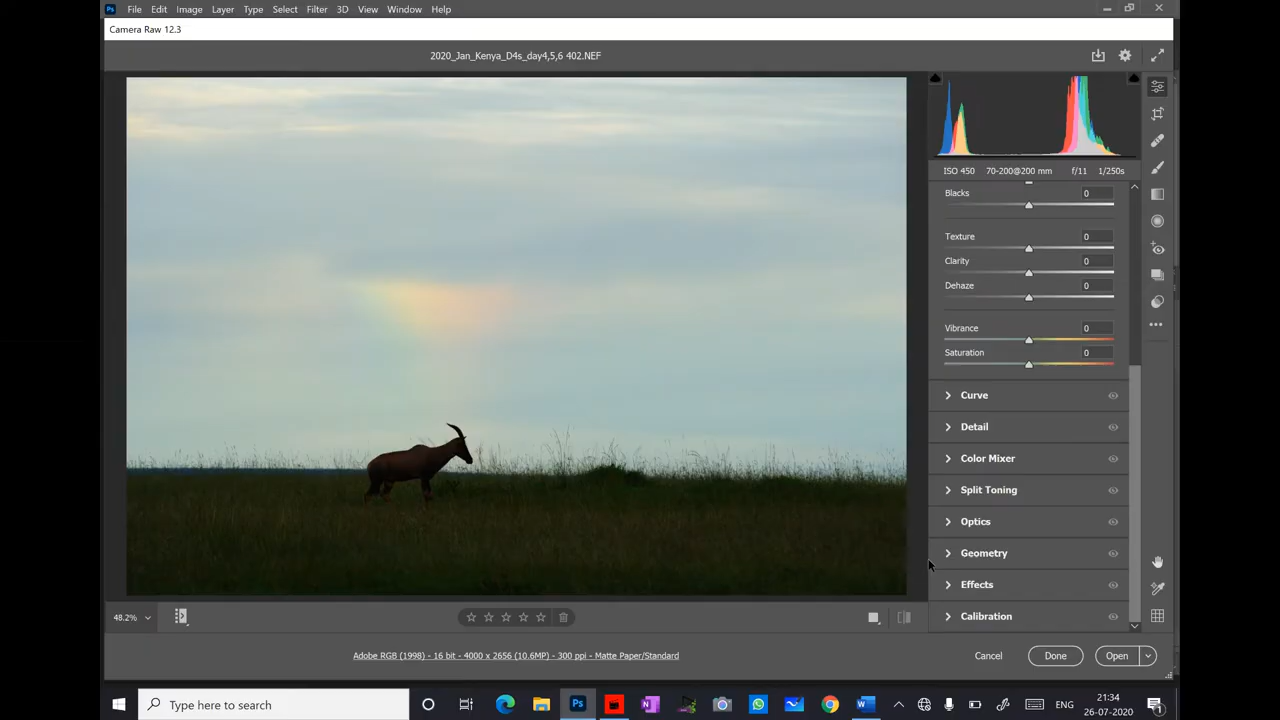 Ps File Edit Image Layer Type Select Filter 3D View Window Help
Camera Raw 12.3
2020_Jan_Kenya_D4s_day4,5,6 402.NEF
ISO 450 70-200@200 mm f/11 1/250s
Blacks 0
Texture 0
Clarity 0
Dehaze 0
Vibrance 0
Saturation 0
Curve
Detail
Color Mixer
Split Toning
Optics
Geometry
Effects
Calibration
48.2%
Adobe RGB (1998) - 16 bit - 4000 x 2656 (10.6MP) - 300 ppi - Matte Paper/Standard
Cancel Done Open
Type here to search
Ps
ENG
21:34
26-07-2020
1